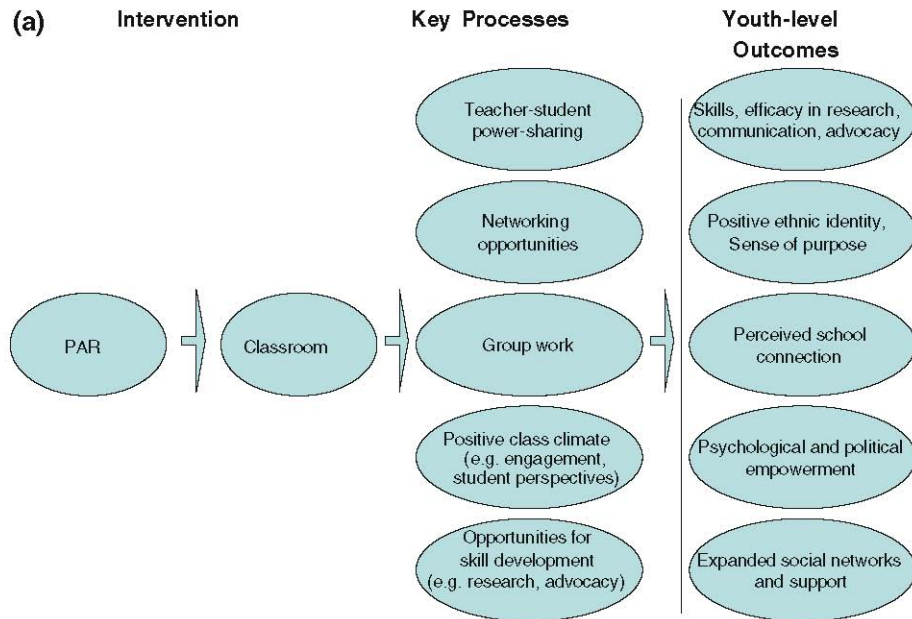 (a)
Intervention
Key Processes
Youth-level
Outcomes
PAR
Classroom
Teacher-student
power-sharing
Networking
opportunities
Group work
Positive class climate
(e.g. engagement,
student perspectives)
Opportunities for
skill development
(e.g. research, advocacy)
Skills, efficacy in research,
communication, advocacy
Positive ethnic identity,
Sense of purpose
Perceived school
connection
Psychological and political
empowerment
Expanded social networks
and support